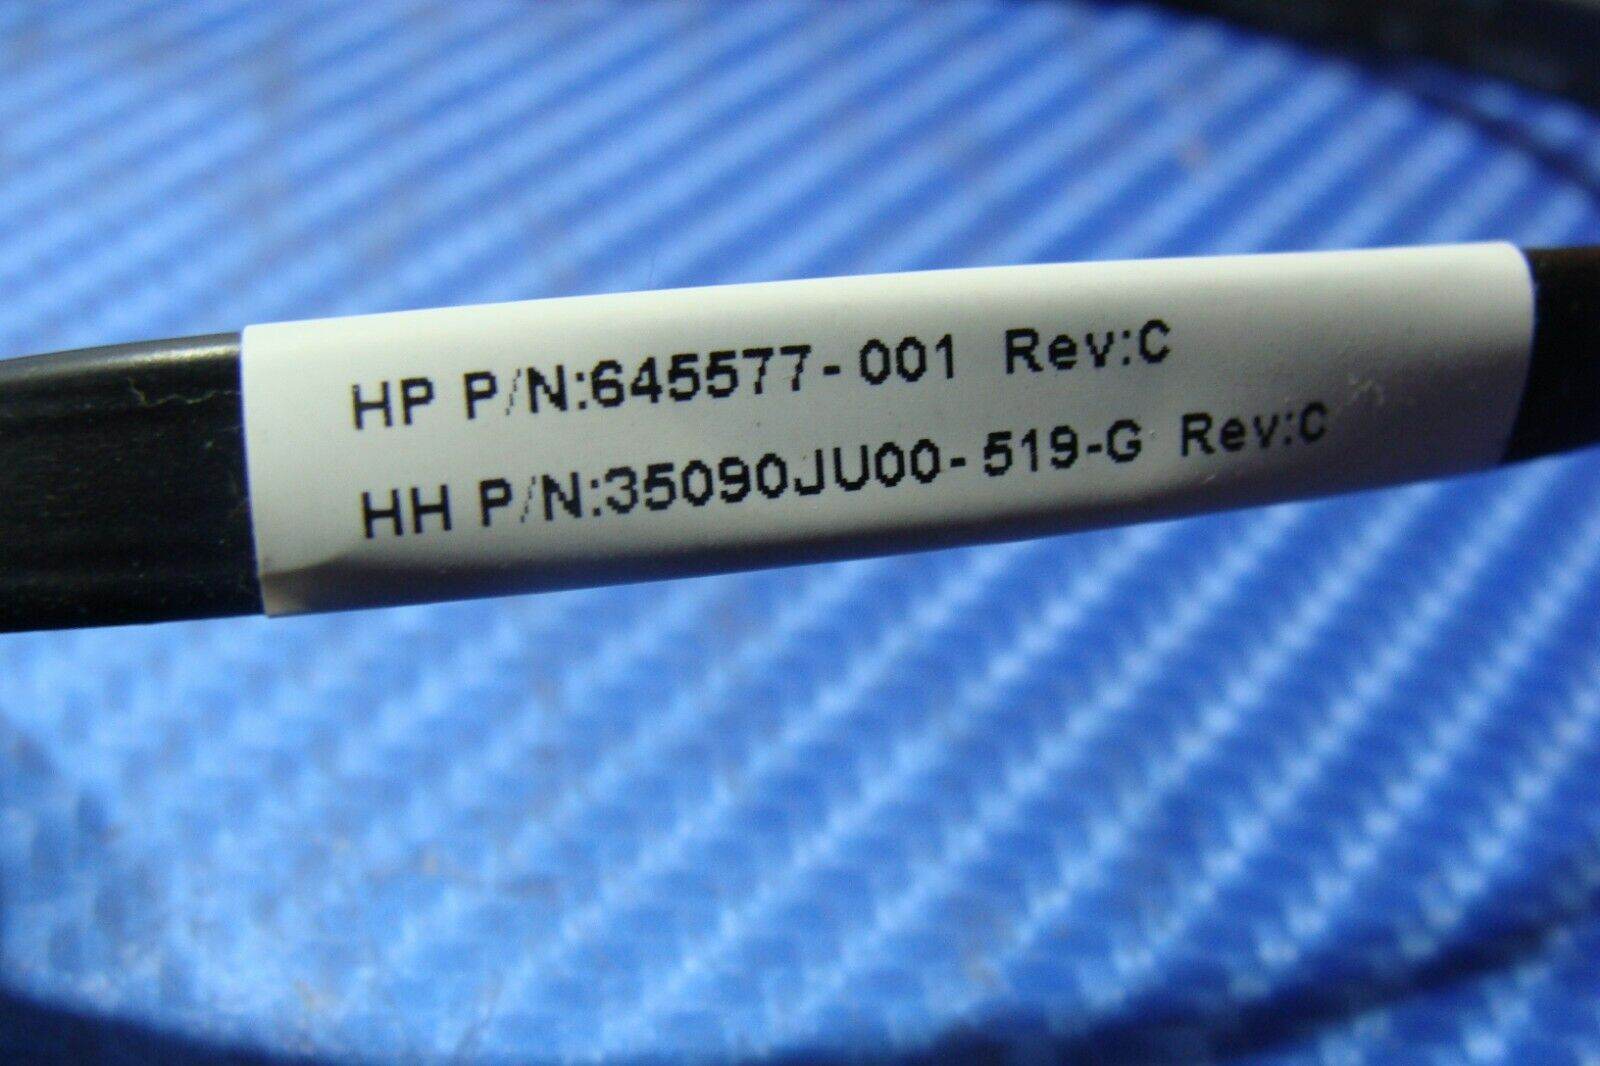 HP P/N:645577-001 Rev:C
HH P/N:35090JU00-519-G Rev:C